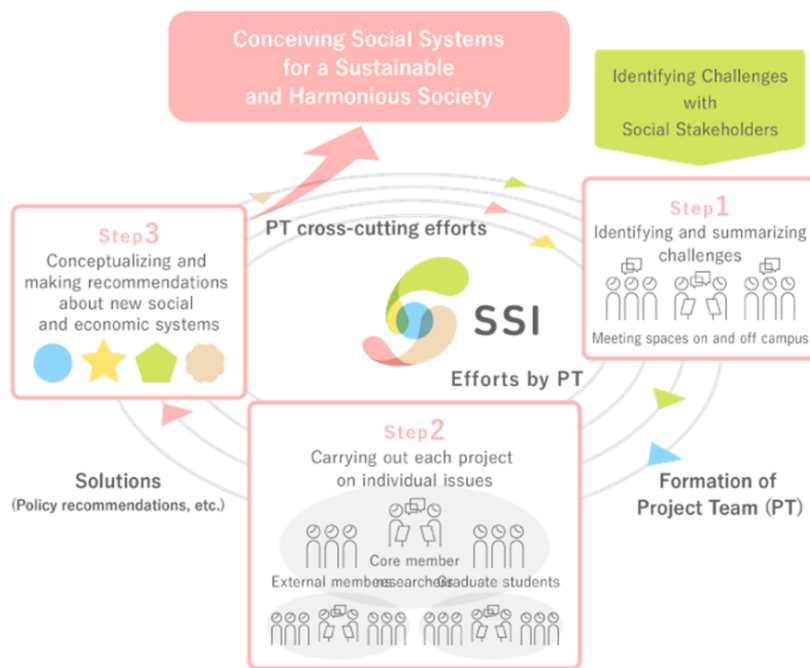 Conceiving Social Systems
for a Sustainable
and Harmonious Society
Identifying Challenges
with
Social Stakeholders
Step1
Identifying and summarizing
challenges
Meeting spaces on and off campus
Step3
Conceptualizing and
making recommendations
about new social
and economic systems
PT cross-cutting efforts
SSI
Efforts by PT
Step2
Carrying out each project
on individual issues
Core member
researchers
External members
Graduate students
Solutions
(Policy recommendations, etc.)
Formation of
Project Team (PT)